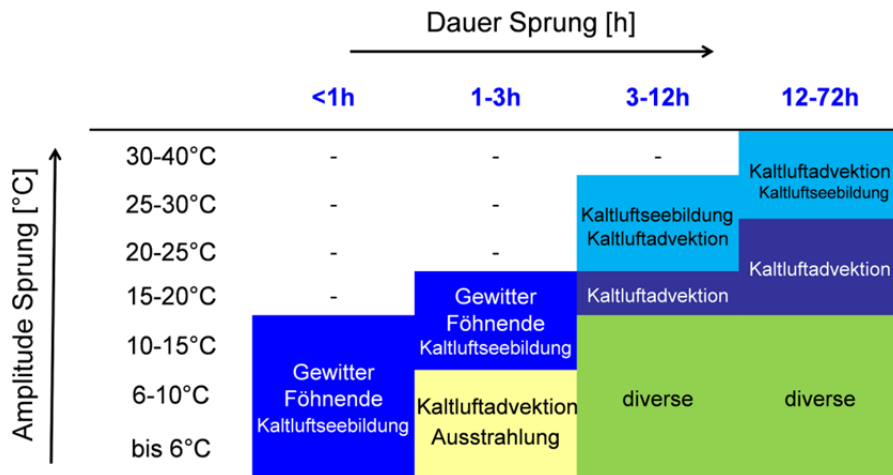 Dauer Sprung [h]
<1h 1-3h 3-12h 12-72h
Amplitude Sprung [°C]
30-40°C - - -
25-30°C - -
20-25°C - -
15-20°C -
10-15°C
6-10°C
bis 6°C
Gewitter
Föhnende
Kaltluftseebildung
Gewitter
Föhnende
Kaltluftseebildung
Kaltluftadvektion
Ausstrahlung
Kaltluftseebildung
Kaltluftadvektion
Kaltluftadvektion
diverse
Kaltluftadvektion
Kaltluftseebildung
Kaltluftadvektion
diverse